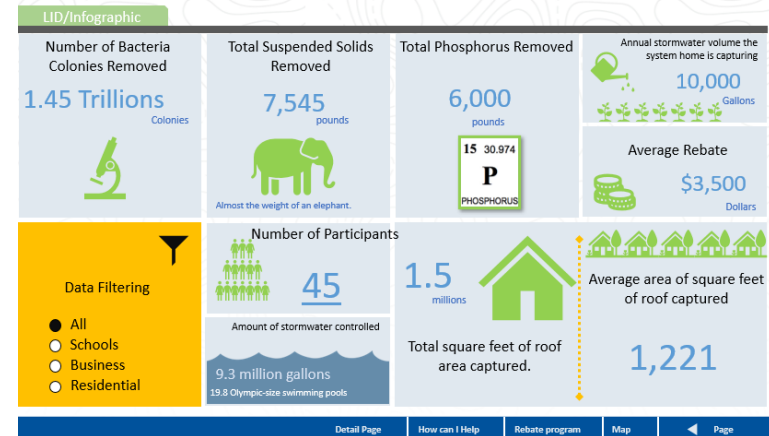 LID/Infographic
Number of Bacteria
Colonies Removed
1.45 Trillions
Colonies
Total Suspended Solids
Removed
7,545
pounds
Almost the weight of an elephant.
Total Phosphorus Removed
6,000
pounds
15 30.974
P
PHOSPHORUS
Annual stormwater volume the
system home is capturing
10,000
Gallons
Average Rebate
$3,500
Dollars
Data Filtering
All
Schools
Business
Residential
Number of Participants
45
Amount of stormwater controlled
9.3 million gallons
19.8 Olympic-size swimming pools
1.5
millions
Total square feet of roof
area captured.
Average area of square feet
of roof captured
1,221
Detail Page
How can I Help
Rebate program
Map
Page